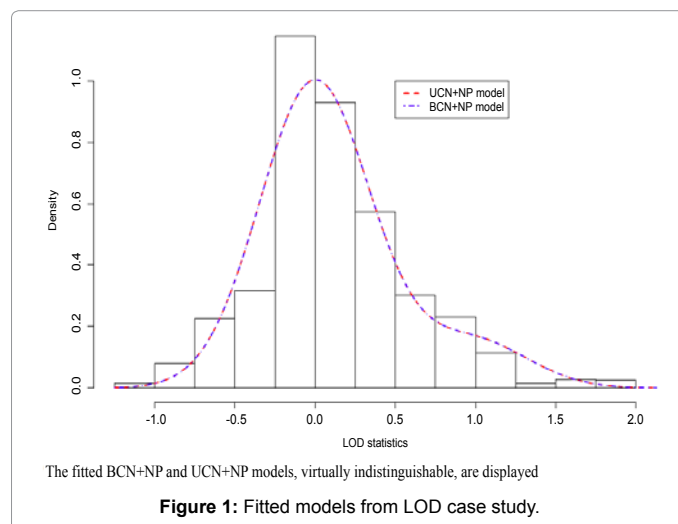 UCN+NP model
BCN+NP model
Density
0.0 0.2 0.4 0.6 0.8 1.0
-1.0 -0.5 0.0 0.5 1.0 1.5 2.0
LOD statistics
The fitted BCN+NP and UCN+NP models, virtually indistinguishable, are displayed
Figure 1: Fitted models from LOD case study.